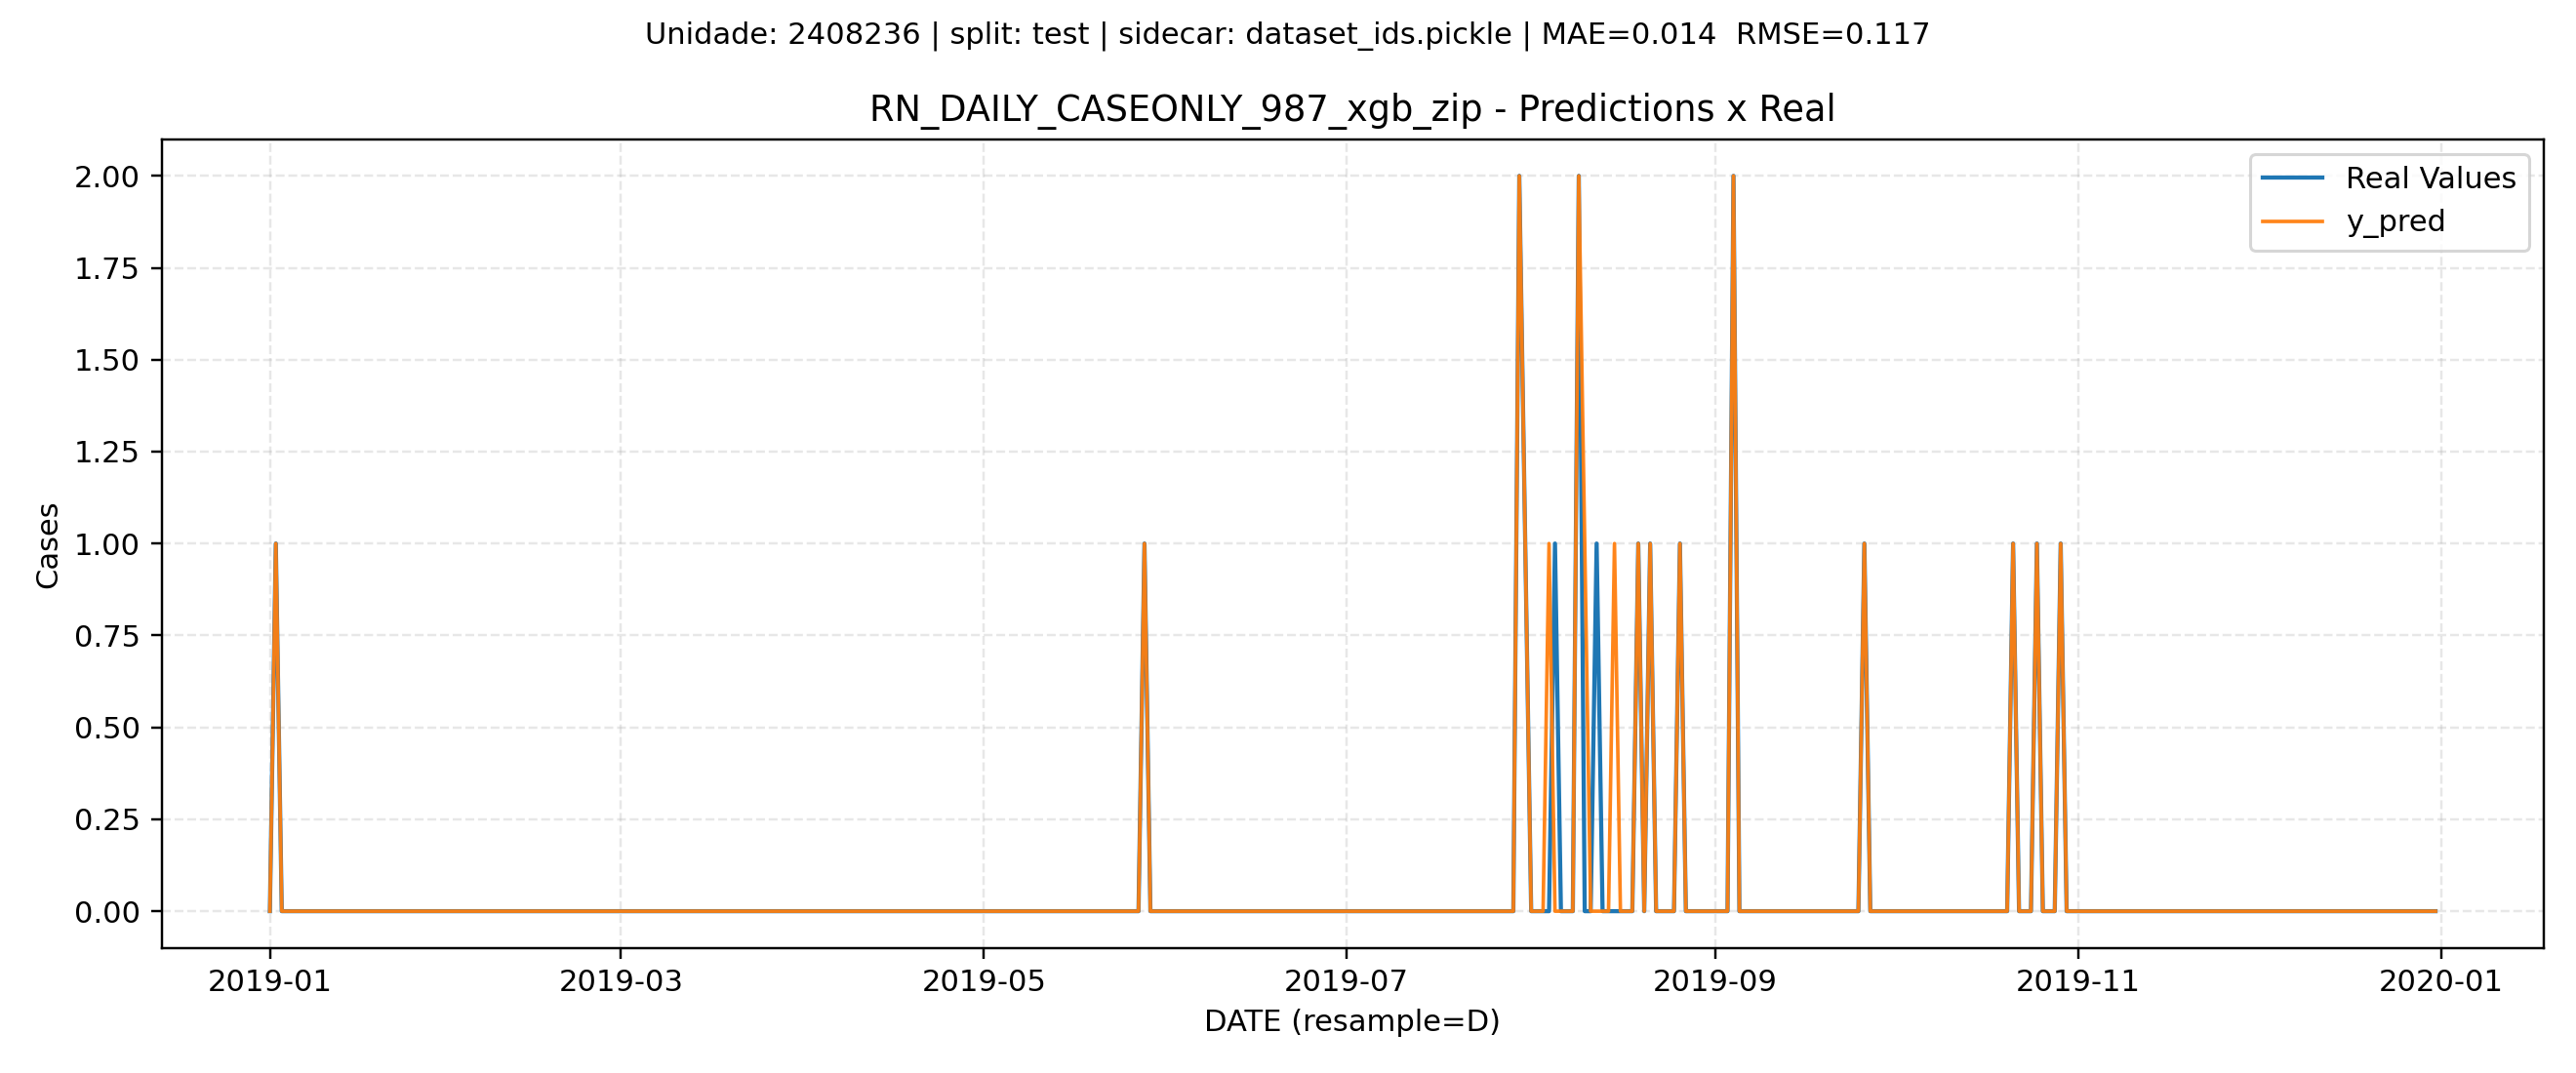 Unidade: 2408236 | split: test | sidecar: dataset_ids.pickle | MAE=0.014  RMSE=0.117
RN_DAILY_CASEONLY_987_xgb_zip - Predictions x Real
Real Values
y_pred
2.00
1.75
1.50
1.25
1.00
0.75
0.50
0.25
0.00
Cases
2019-01 2019-03 2019-05 2019-07 2019-09 2019-11 2020-01
DATE (resample=D)